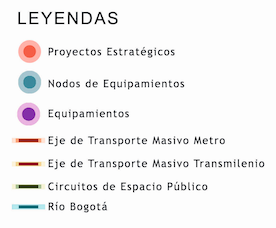 LEYENDAS
Proyectos Estratégicos
Nodos de Equipamientos
Equipamientos
Eje de Transporte Masivo Metro
Eje de Transporte Masivo Transmilenio
Circuitos de Espacio Público
Río Bogotá